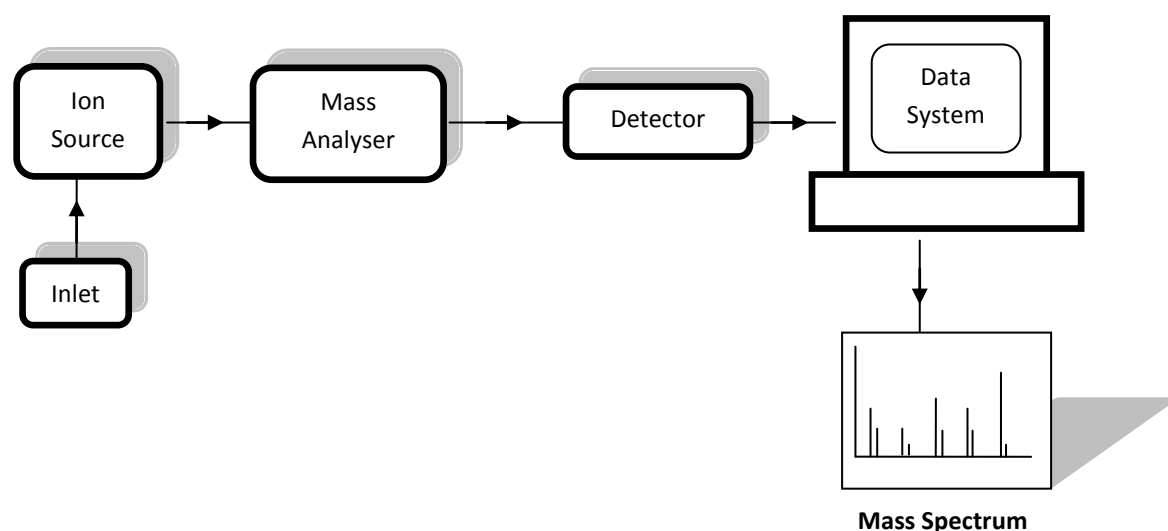 Ion
Source
Mass
Analyser
Detector
Data
System
Inlet
Mass Spectrum